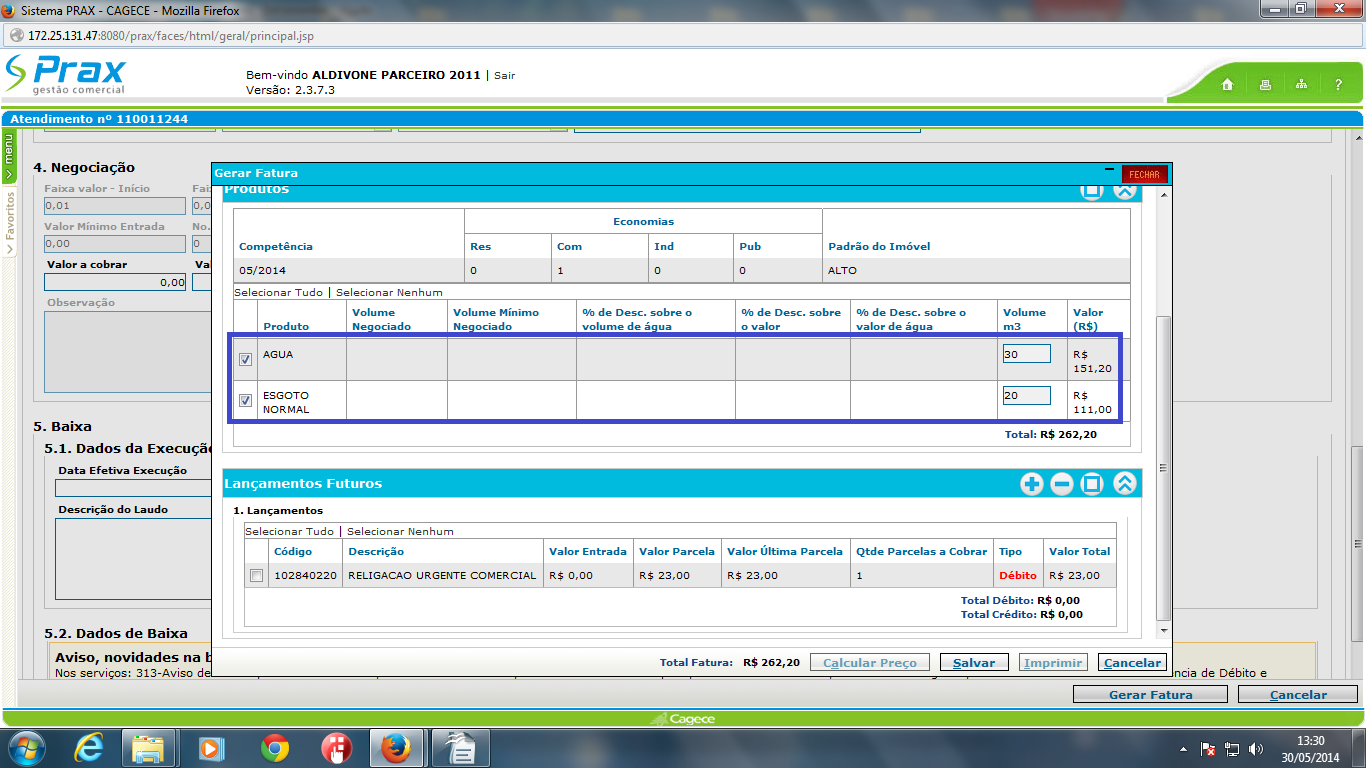 Sistema PRAX - CAGECE - Mozilla Firefox
172.25.131.47:8080/prax/faces/html/geral/principal.jsp
Prax
gestão comercial
Bem-vindo ALDIVONE PARCEIRO 2011 | Sair
Versão: 2.3.7.3
?
Atendimento nº 110011244
menu
Favoritos
4. Negociação
Faixa valor - Início
0,01
Valor Mínimo Entrada
No.
0,00
0
Valor a cobrar
0,00
Observação
5. Baixa
5.1. Dados da Execução
Data Efetiva Execução
Descrição do Laudo
5.2. Dados de Baixa
Aviso, novidades na b
Nos serviços: 313-Aviso de
ncia de Débito e
Gerar Fatura
FECHAR
Produtos
Economias
Competência Res Com Ind Pub Padrão do Imóvel
05/2014 0 1 0 0 ALTO
Selecionar Tudo | Selecionar Nenhum
Produto Volume Negociado Volume Mínimo Negociado % de Desc. sobre o volume de água % de Desc. sobre o valor % de Desc. sobre o valor de água Volume m3 Valor (R$)
AGUA 30 R$ 151,20
ESGOTO NORMAL 20 R$ 111,00
Total: R$ 262,20
Lançamentos Futuros
1. Lançamentos
Selecionar Tudo | Selecionar Nenhum
Código Descrição Valor Entrada Valor Parcela Valor Última Parcela Qtde Parcelas a Cobrar Tipo Valor Total
102840220 RELIGACAO URGENTE COMERCIAL R$ 0,00 R$ 23,00 R$ 23,00 1 Débito R$ 23,00
Total Débito: R$ 0,00
Total Crédito: R$ 0,00
Total Fatura: R$ 262,20 Calcular Preço Salvar Imprimir Cancelar
Gerar Fatura Cancelar
Cagece
13:30
30/05/2014